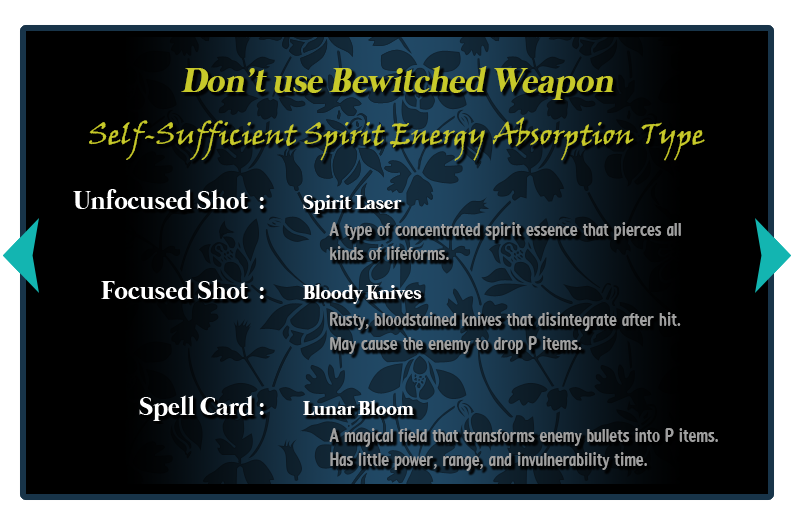 Don't use Bewitched Weapon
Self-Sufficient Spirit Energy Absorption Type
Unfocused Shot : Spirit Laser
A type of concentrated spirit essence that pierces all
kinds of lifeforms.
Focused Shot : Bloody Knives
Rusty, bloodstained knives that disintegrate after hit.
May cause the enemy to drop P items.
Spell Card : Lunar Bloom
A magical field that transforms enemy bullets into P items.
Has little power, range, and invulnerability time.